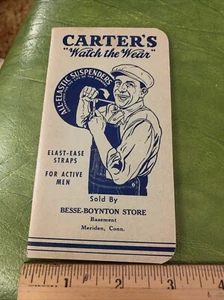 CARTER'S
"Watch the Wear"
ALL-ELASTIC SUSPENDERS
ELAST-EASE
STRAPS
FOR ACTIVE
MEN
Sold By
BESSE-BOYNTON STORE
Basement
Meriden, Conn.
1
2
3